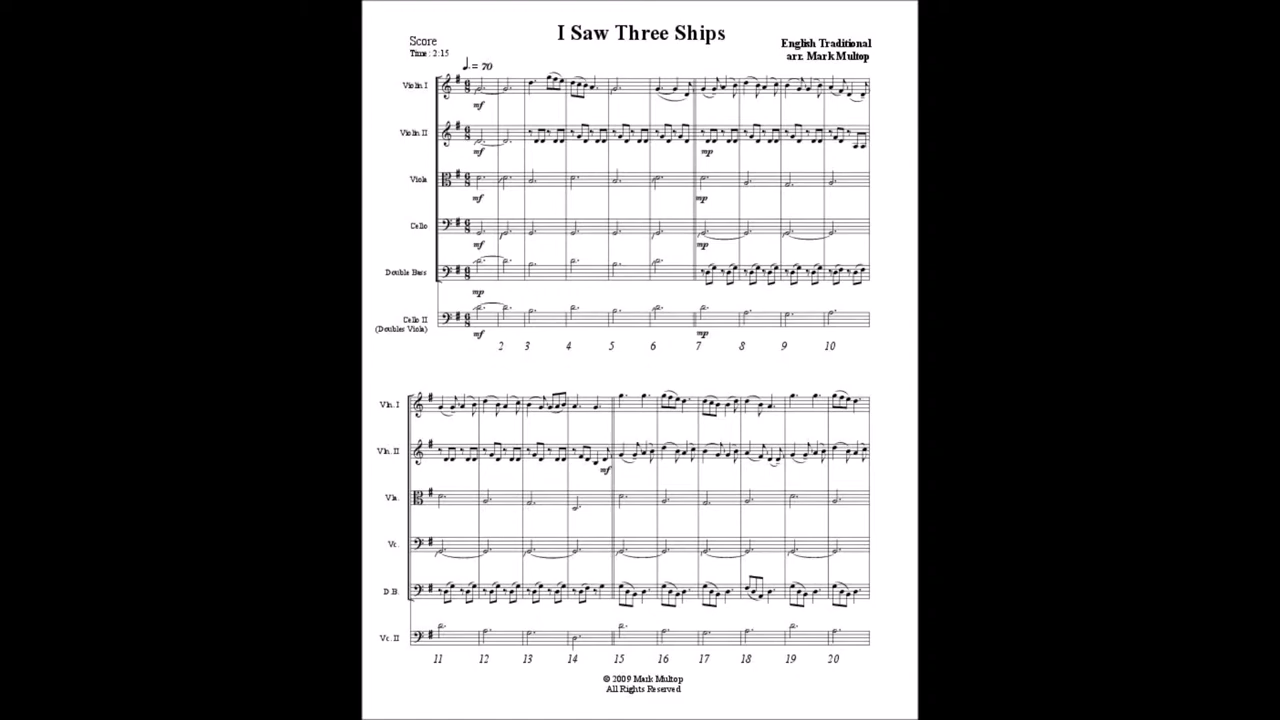 I Saw Three Ships
Score
Time : 2:15
English Traditional
arr. Mark Multop
= 70
Violin I
mf
Violin II
mf
mp
Viola
mf
mp
Cello
mf
mp
Double Bass
mp
Cello II
(Doubles Viola)
mf
mp
2 3 4 5 6 7 8 9 10
Vln. I
Vln. II
mf
Vla.
Vc.
D.B.
Vc. II
11 12 13 14 15 16 17 18 19 20
© 2009 Mark Multop
All Rights Reserved